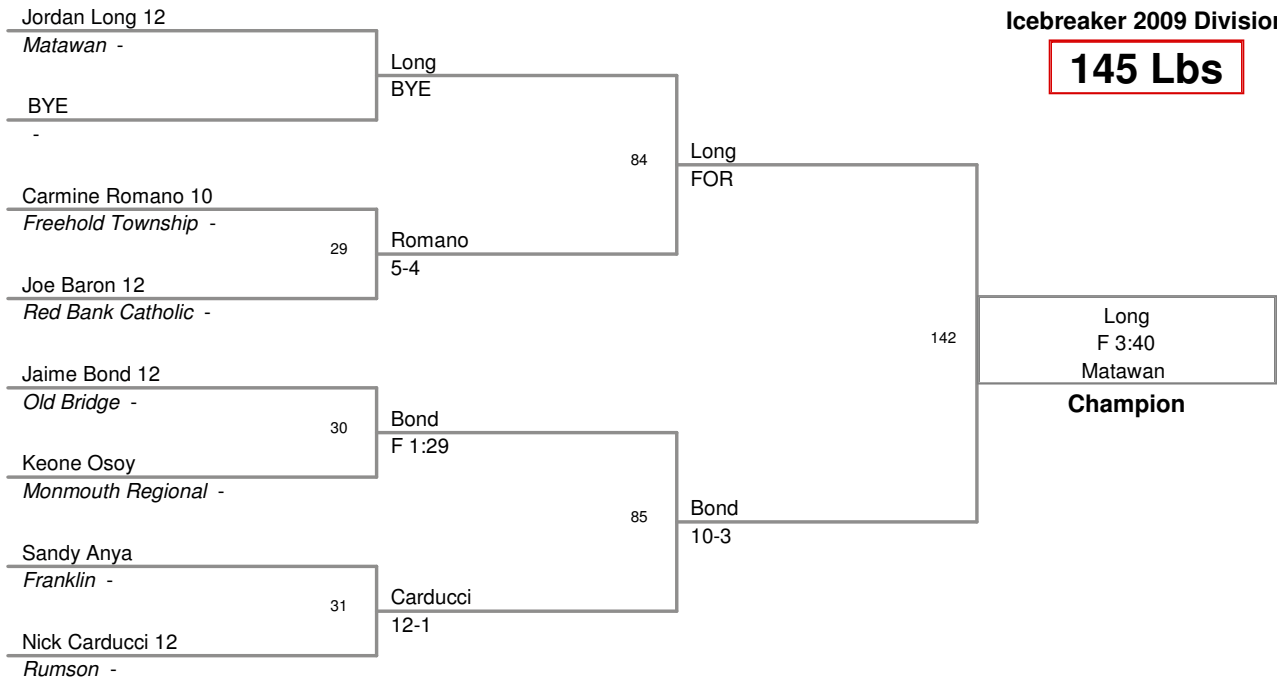 Jordan Long 12
Matawan -
BYE
-
Carmine Romano 10
Freehold Township -
29
Joe Baron 12
Red Bank Catholic -
Jaime Bond 12
Old Bridge -
30
Keone Osoy
Monmouth Regional -
Sandy Anya
Franklin -
31
Nick Carducci 12
Rumson -
Long
BYE
84
Romano
5-4
Bond
F 1:29
85
Carducci
12-1
Long
FOR
142
Bond
10-3
Icebreaker 2009 Division
145 Lbs
Long
F 3:40
Matawan
Champion